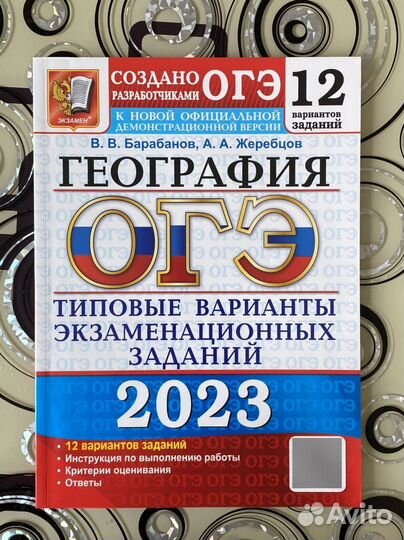 СОЗДАНО
РАЗРАБОТЧИКАМИ
ОГЭ
12
вариантов
заданий
К НОВОЙ ОФИЦИАЛЬНОЙ
ДЕМОНСТРАЦИОННОЙ ВЕРСИИ
ЭКЗАМЕН
В. В. Барабанов, А. А. Жеребцов
ГЕОГРАФИЯ
ОГЭ
ТИПОВЫЕ ВАРИАНТЫ
ЭКЗАМЕНАЦИОННЫХ
ЗАДАНИЙ
2023
• 12 вариантов заданий
• Инструкция по выполнению работы
• Критерии оценивания
• Ответы
Avito